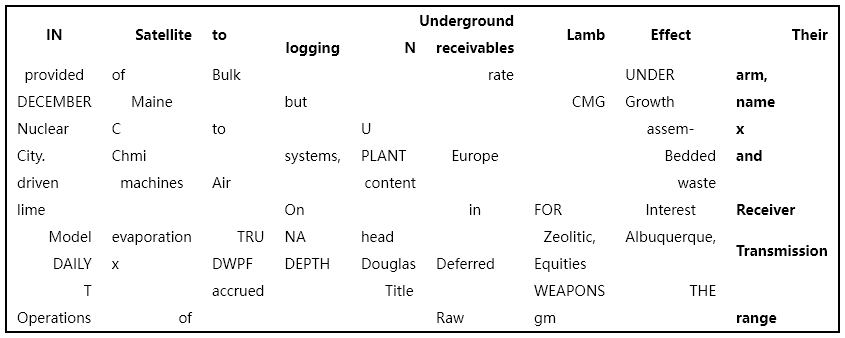 IN Satellite to logging N Underground receivables Lamb Effect Their
provided of Bulk rate UNDER arm,
DECEMBER Maine but CMG Growth name
Nuclear C to U assem- x
City. Chmi systems, PLANT Europe Bedded and
driven machines Air content waste
lime On in FOR Interest Receiver
Model evaporation TRU NA head Zeolitic, Albuquerque, Transmission
DAILY x DWPF DEPTH Douglas Deferred Equities
T accrued Title WEAPONS THE
Operations of Raw gm range